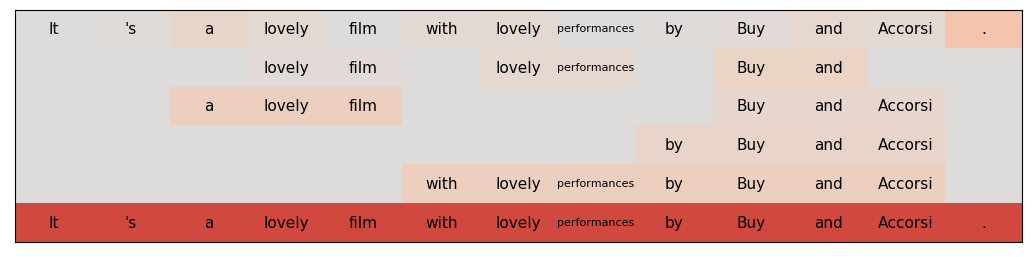 It 's a lovely film with lovely performances by Buy and Accorsi .
lovely film lovely performances Buy and
a lovely film Buy and Accorsi
by Buy and Accorsi
with lovely performances by Buy and Accorsi
It 's a lovely film with lovely performances by Buy and Accorsi .